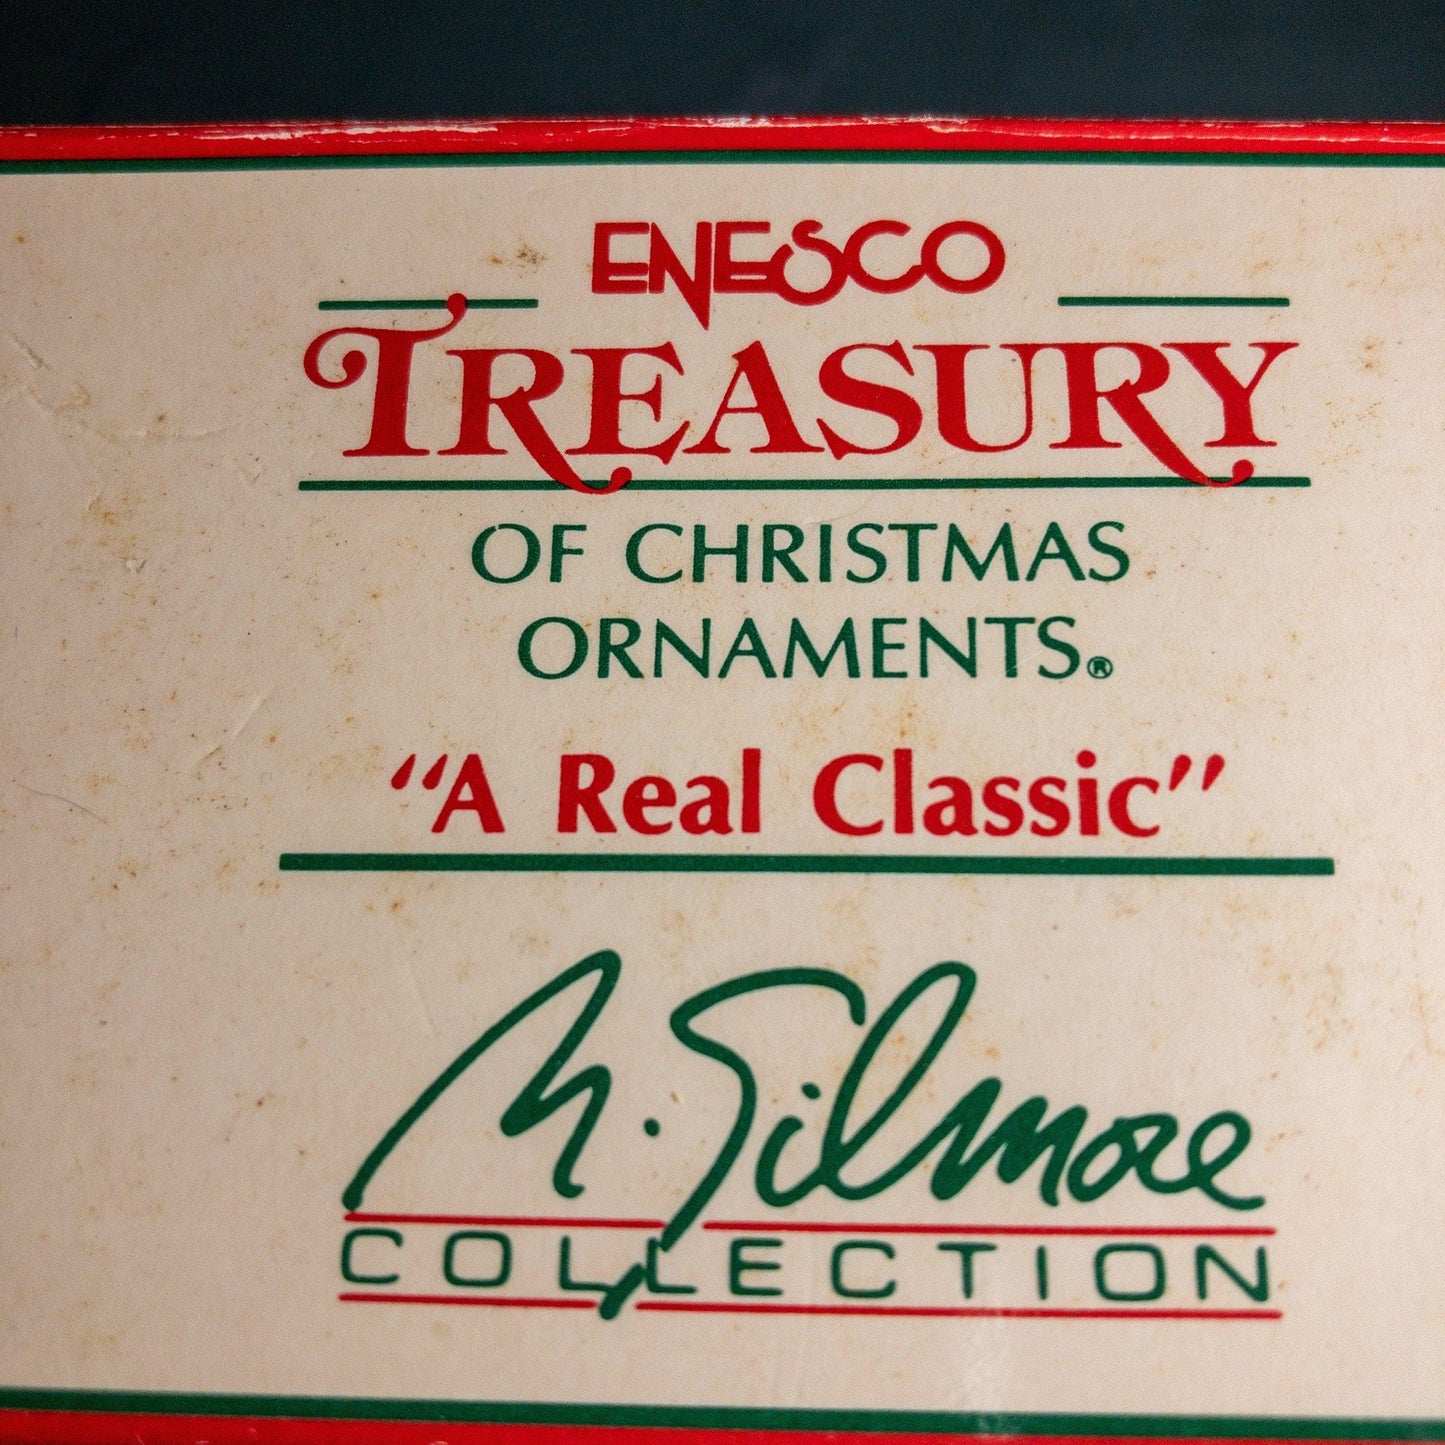 ENESCO
TREASURY
OF CHRISTMAS
ORNAMENTS®
“A Real Classic”
M. Gilmore
COLLECTION